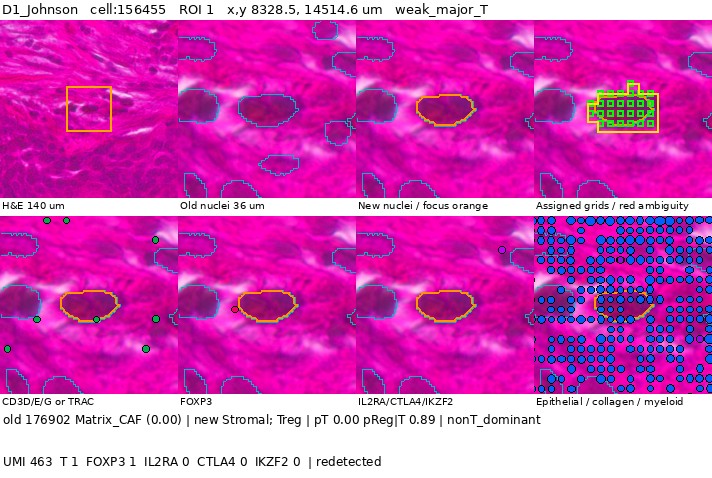 D1_Johnson   cell:156455   ROI 1   x,y 8328.5, 14514.6 um   weak_major_T
H&E 140 um
Old nuclei 36 um
New nuclei / focus orange
Assigned grids / red ambiguity
CD3D/E/G or TRAC
FOXP3
IL2RA/CTLA4/IKZF2
Epithelial / collagen / myeloid
old 176902 Matrix_CAF (0.00) | new Stromal; Treg | pT 0.00 pReg|T 0.89 | nonT_dominant
UMI 463  T 1  FOXP3 1  IL2RA 0  CTLA4 0  IKZF2 0  | redetected